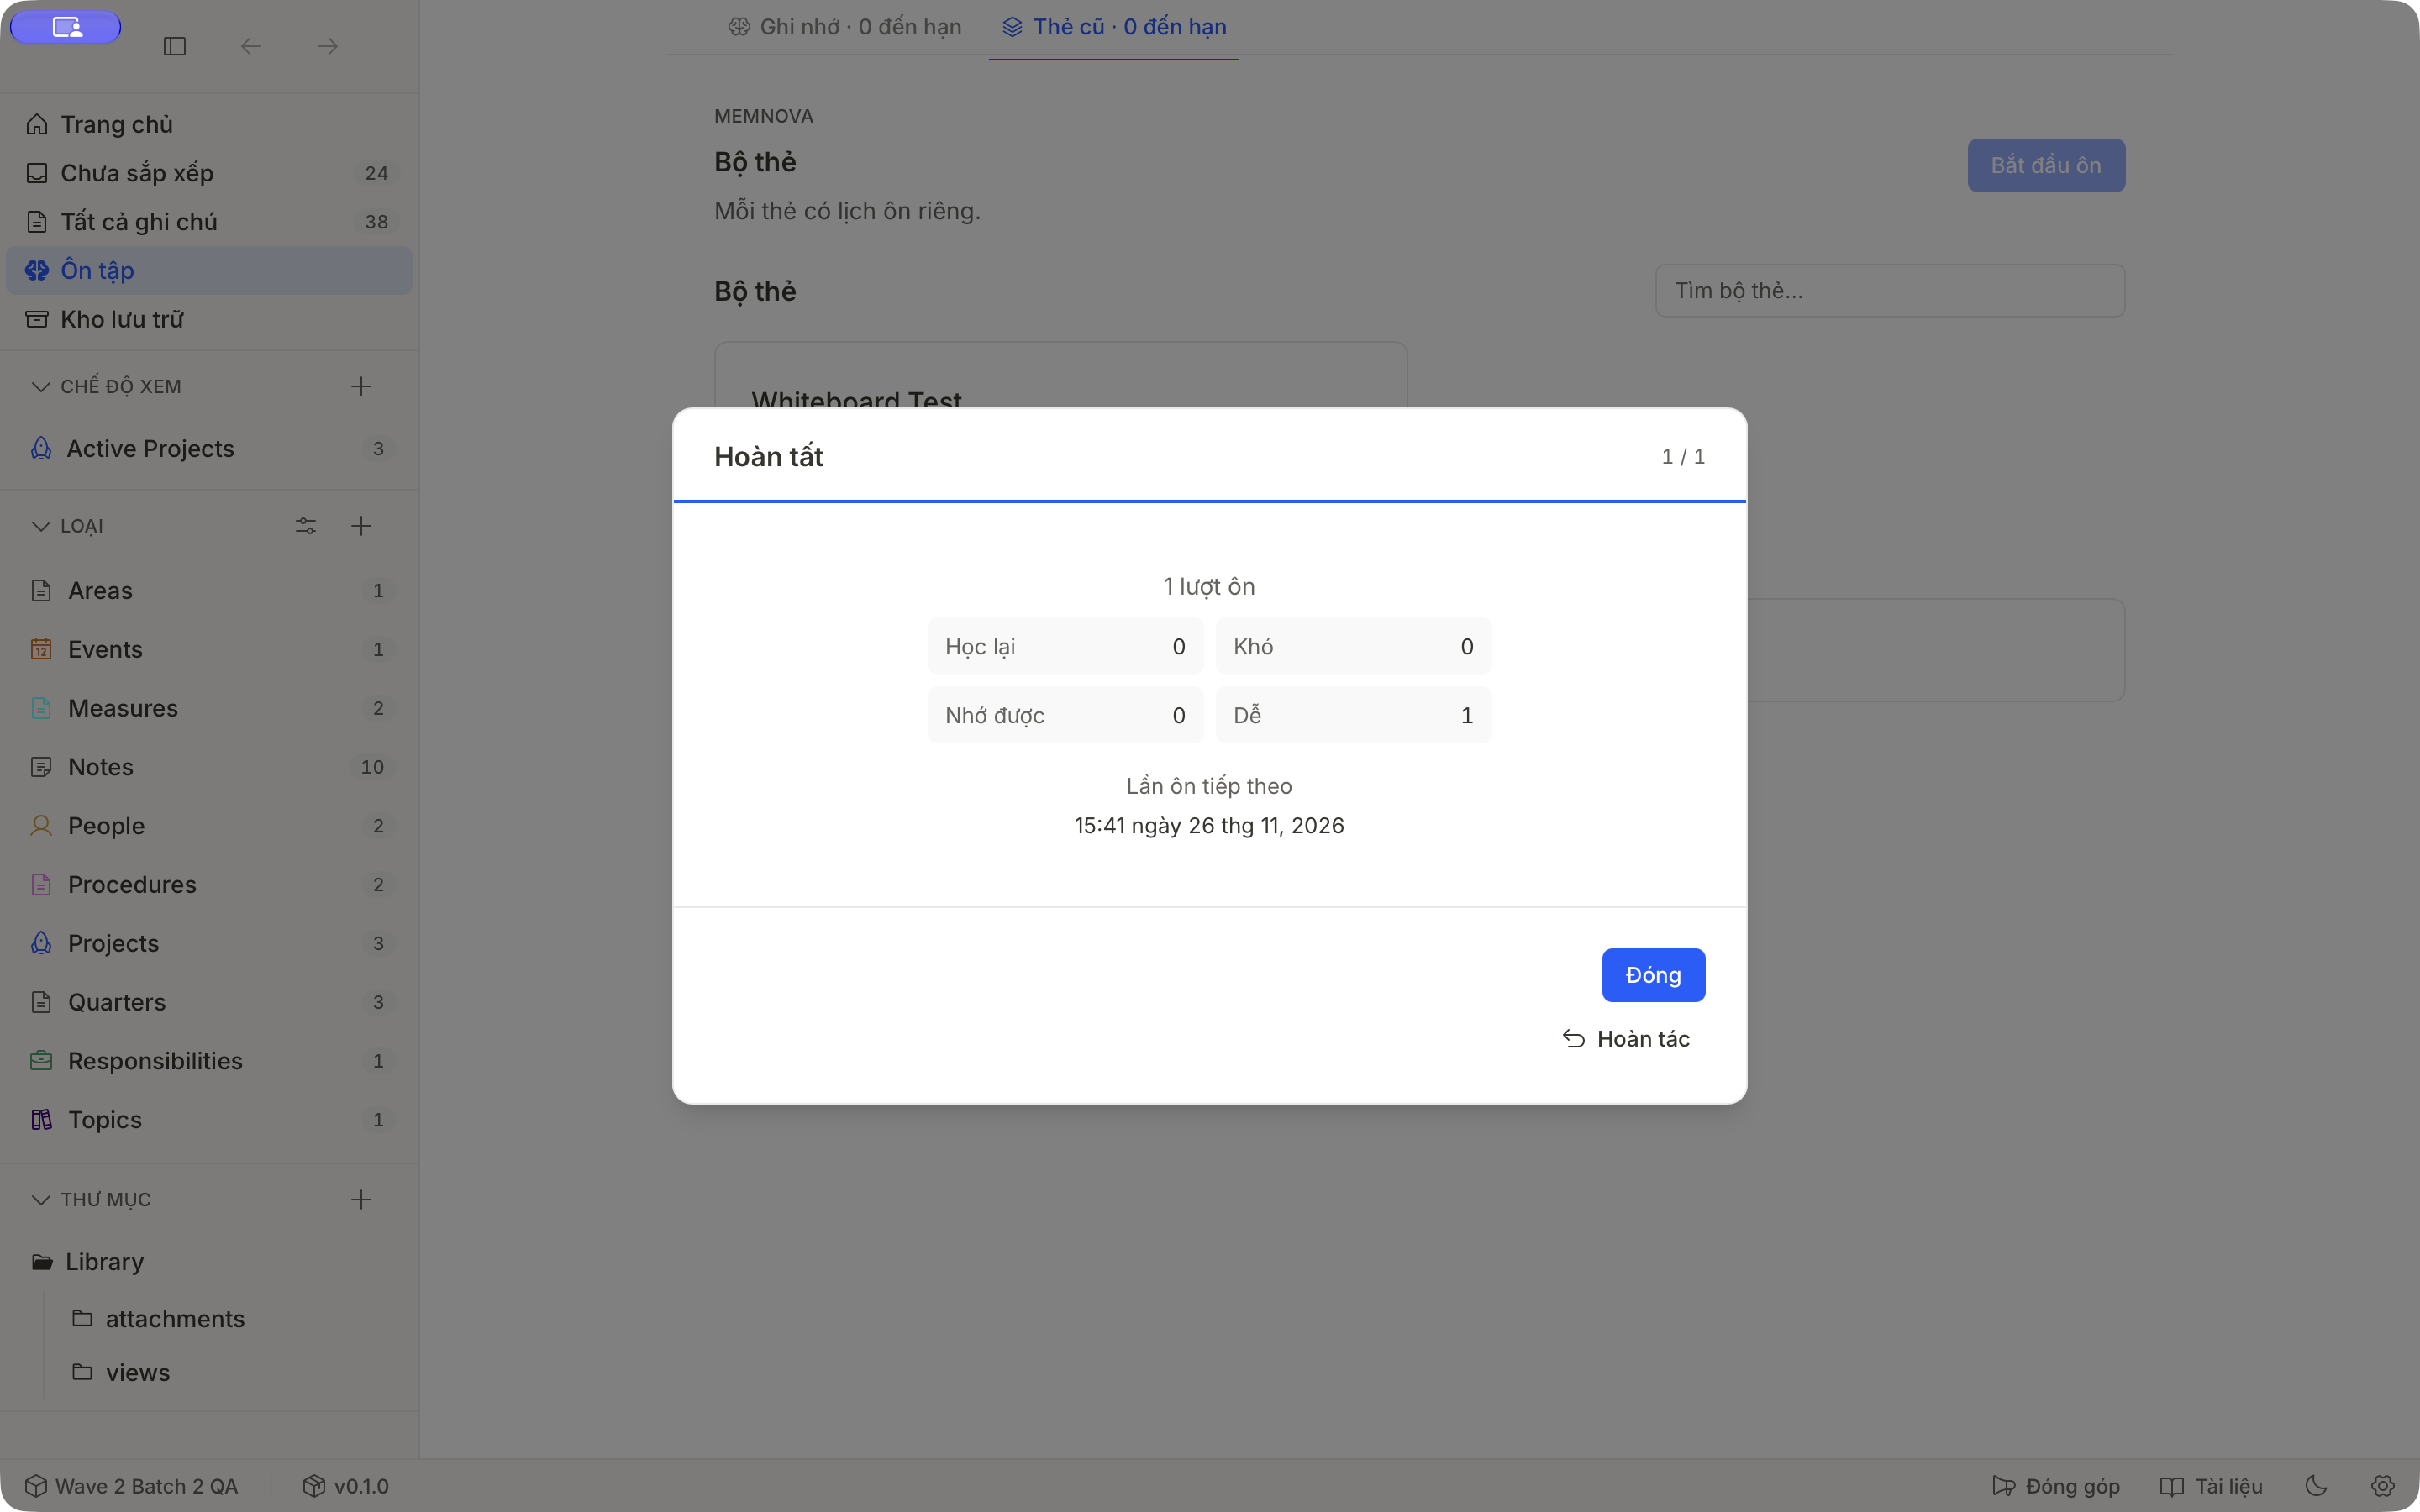 Trang chủ
Chưa sắp xếp 24
Tất cả ghi chú 38
Ôn tập
Kho lưu trữ
CHẾ ĐỘ XEM
Active Projects 3
LOẠI
Areas 1
Events 1
Measures 2
Notes 10
People 2
Procedures 2
Projects 3
Quarters 3
Responsibilities 1
Topics 1
THƯ MỤC
Library
attachments
views
Wave 2 Batch 2 QA
v0.1.0
Ghi nhớ · 0 đến hạn
Thẻ cũ · 0 đến hạn
MEMNOVA
Bộ thẻ
Bắt đầu ôn
Mỗi thẻ có lịch ôn riêng.
Bộ thẻ
Tìm bộ thẻ...
Whiteboard Test
Hoàn tất 1 / 1
1 lượt ôn
Học lại 0
Khó 0
Nhớ được 0
Dễ 1
Lần ôn tiếp theo
15:41 ngày 26 thg 11, 2026
Đóng
Hoàn tác
Đóng góp
Tài liệu